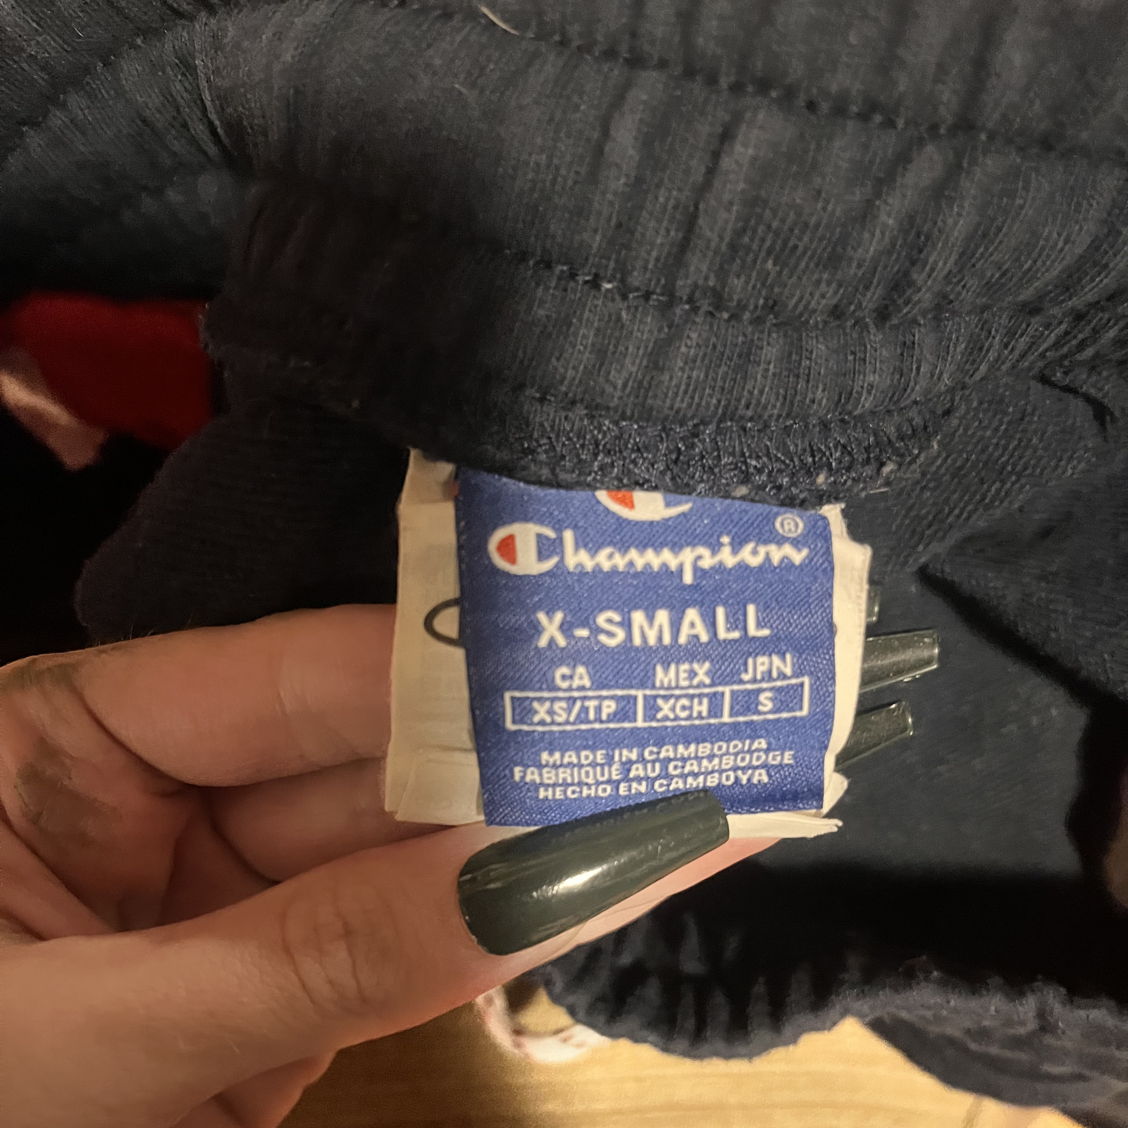 Champion®
X-SMALL
CA MEX JPN
XS/TP XCH S
MADE IN CAMBODIA
FABRIQUÉ AU CAMBODGE
HECHO EN CAMBOYA